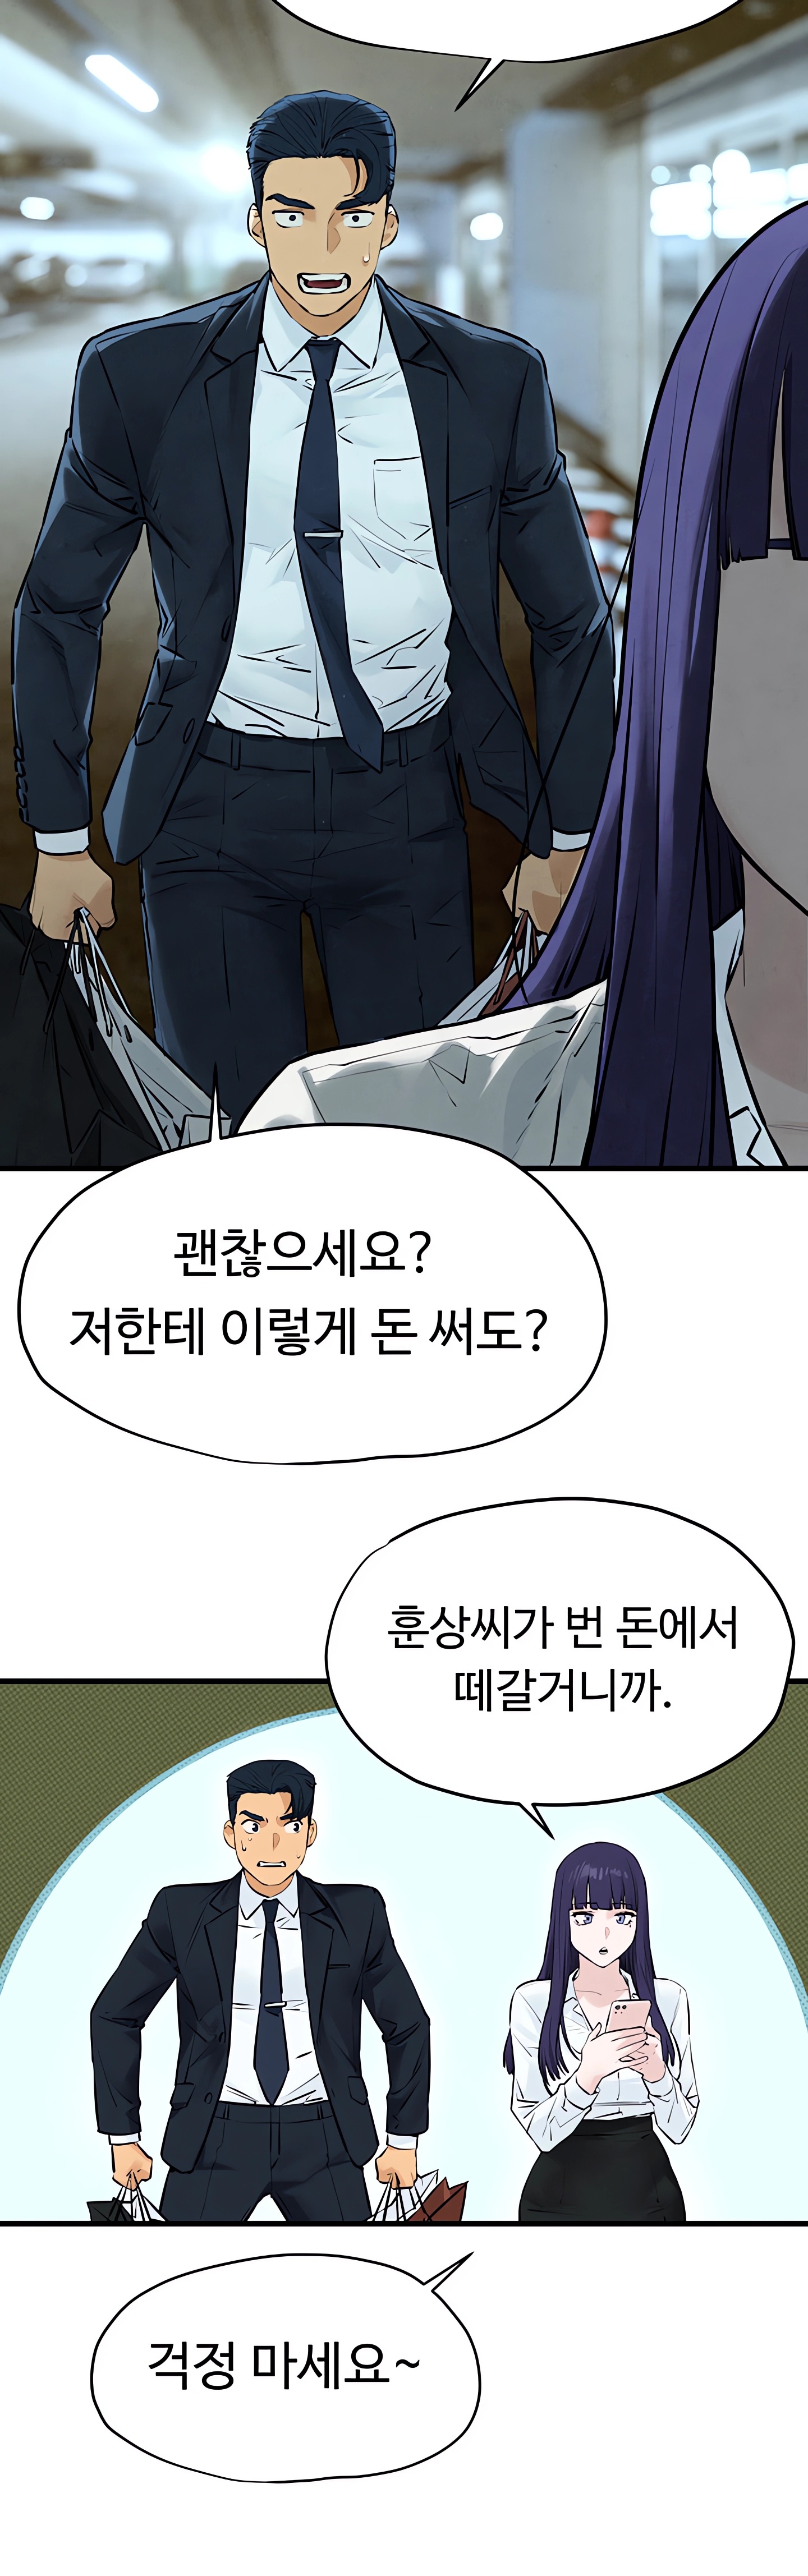 괜찮으세요?
저한테 이렇게 돈 써도?
훈상씨가 번 돈에서
떼갈거니까.
걱정 마세요~